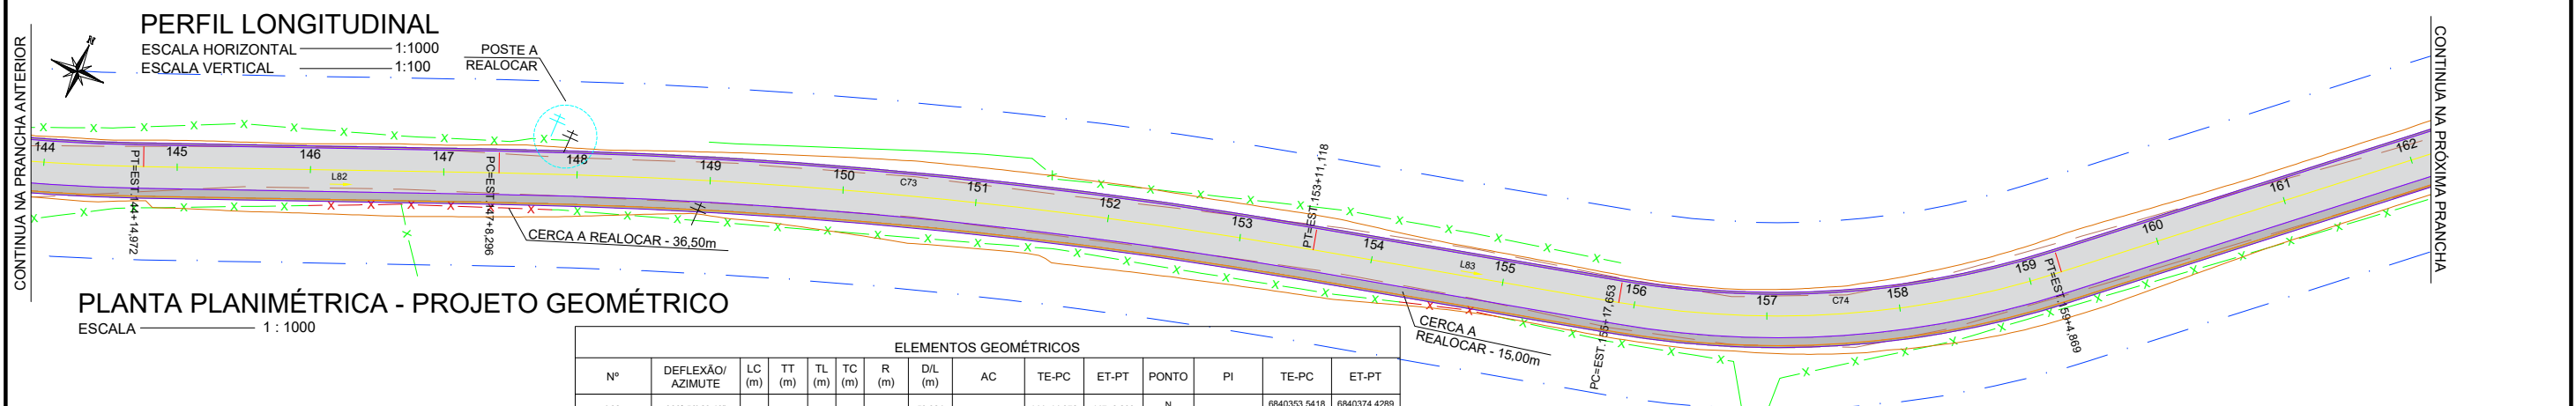 PERFIL LONGITUDINAL
ESCALA HORIZONTAL 1:1000
ESCALA VERTICAL 1:100
N
POSTE A
REALOCAR
CONTINUA NA PRANCHA ANTERIOR
CONTINUA NA PRÓXIMA PRANCHA
144
145
146
147
148
149
150
151
152
153
154
155
156
157
158
159
160
161
162
L82
C73
L83
C74
PT=EST.144+14,972
PC=EST.147+8,296
PT=EST.153+11,118
PC=EST.155+17,653
PT=EST.159+4,869
CERCA A REALOCAR - 36,50m
CERCA A
REALOCAR - 15,00m
PLANTA PLANIMÉTRICA - PROJETO GEOMÉTRICO
ESCALA 1 : 1000
ELEMENTOS GEOMÉTRICOS
Nº DEFLEXÃO/ AZIMUTE LC (m) TT (m) TL (m) TC (m) R (m) D/L (m) AC TE-PC ET-PT PONTO PI TE-PC ET-PT
N 6840353,5418 6840374,4289